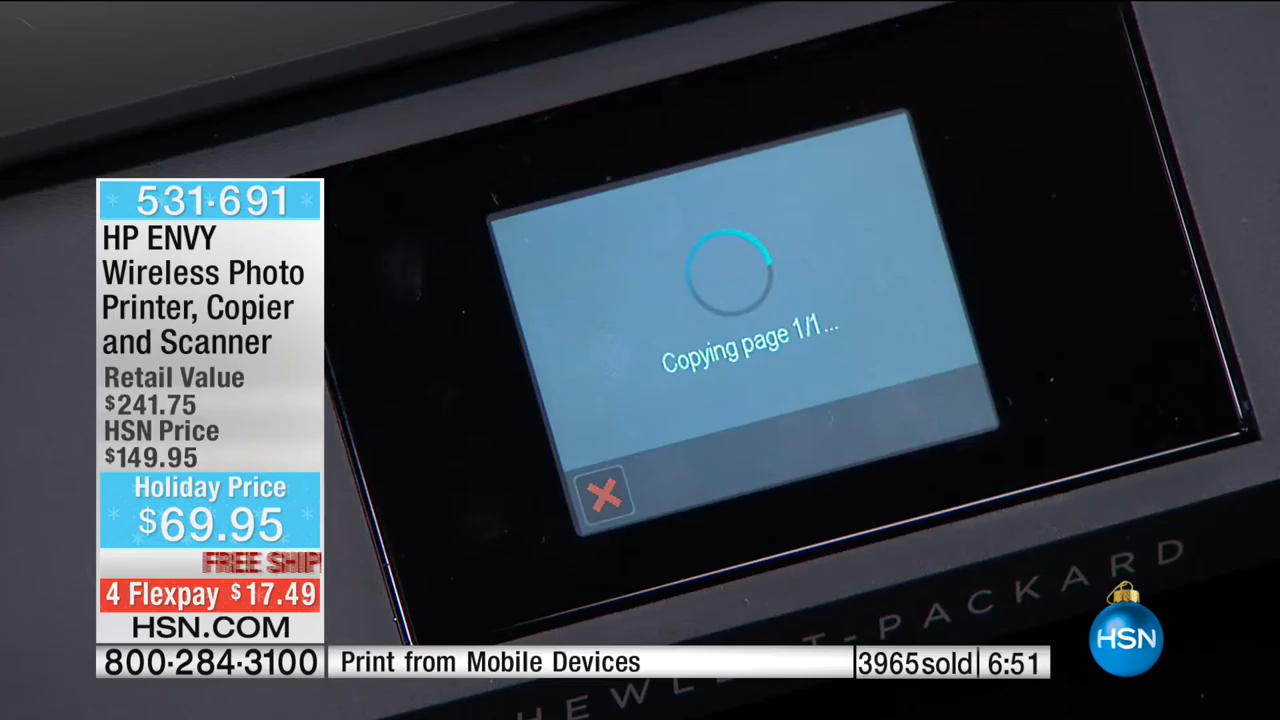 531·691
HP ENVY
Wireless Photo
Printer, Copier
and Scanner
Retail Value
$241.75
HSN Price
$149.95
Holiday Price
$69.95
FREE SHIP
4 Flexpay $17.49
HSN.COM
800·284·3100
Print from Mobile Devices
3965sold
6:51
Copying page 1/1...
HEWLETT-PACKARD
HSN